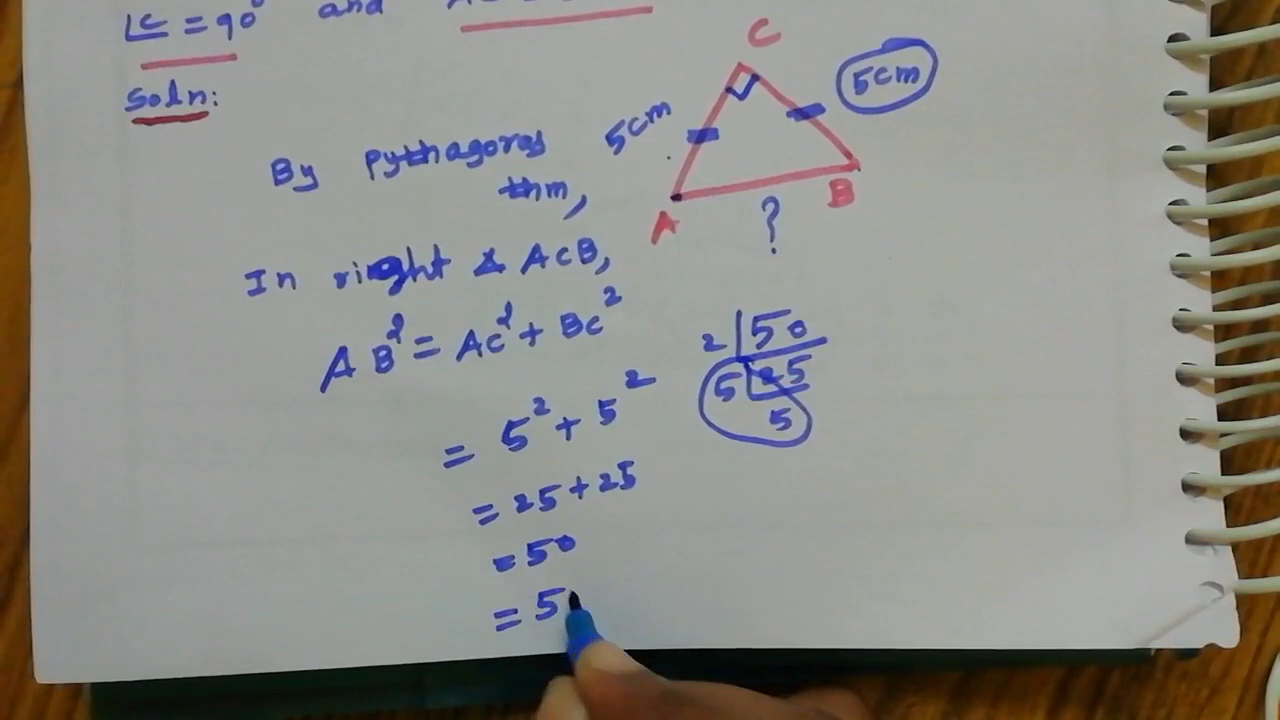 ∠C = 90° and
Soln:
By Pythagoras
thm,
In right △ ACB,
AB² = AC² + BC²
= 5² + 5²
= 25 + 25
= 50
= 5
C
5cm
5cm
A
B
?
2 | 50
5 | 25
5